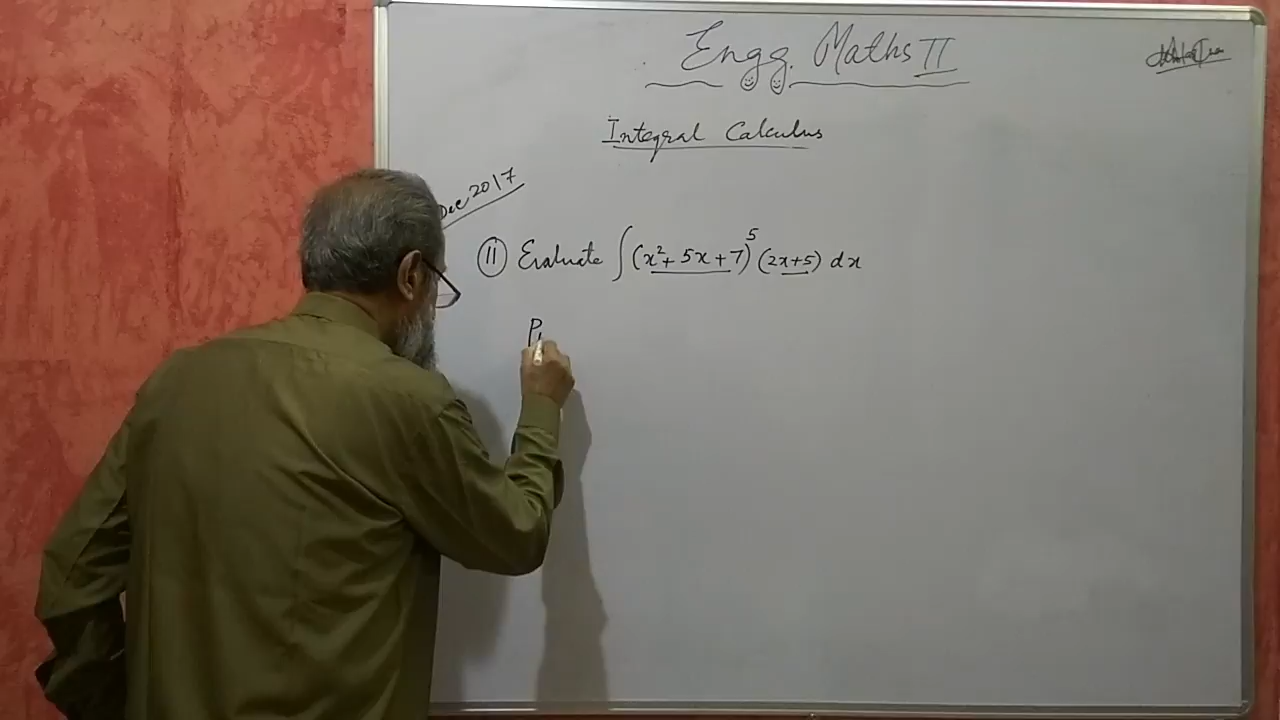 Engg. Maths II
Integral Calculus
Dec 2017
(11) Evaluate ∫(x² + 5x + 7)⁵ (2x+5) dx